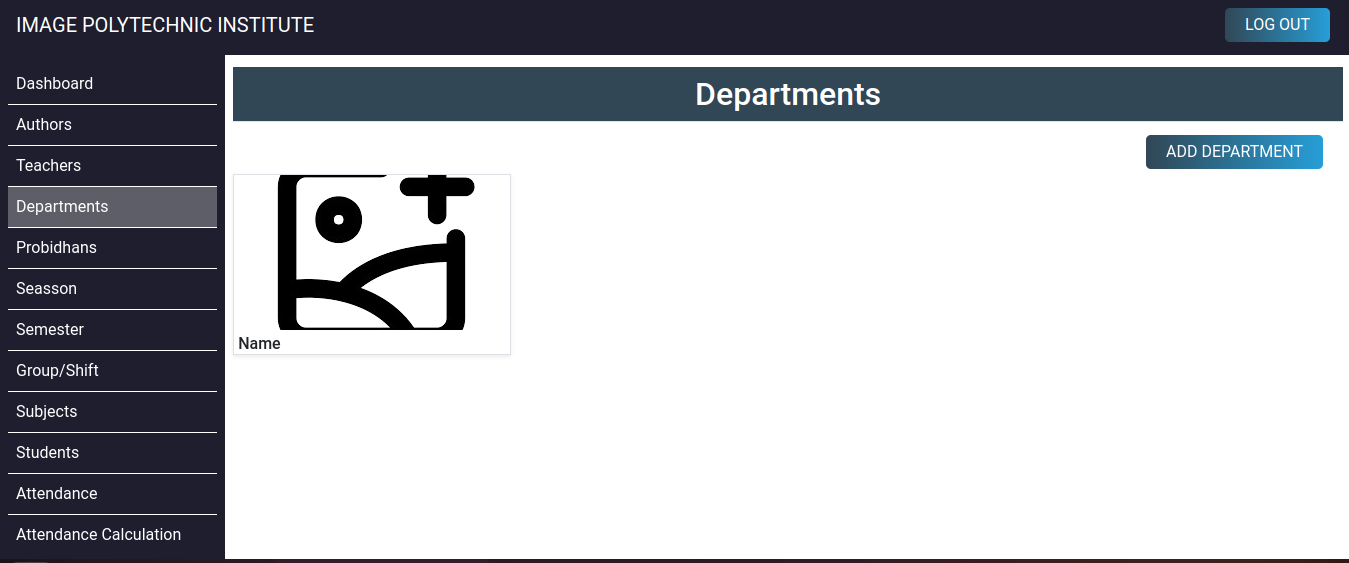 IMAGE POLYTECHNIC INSTITUTE
LOG OUT
Dashboard
Authors
Teachers
Departments
Probidhans
Seasson
Semester
Group/Shift
Subjects
Students
Attendance
Attendance Calculation
Departments
ADD DEPARTMENT
Name